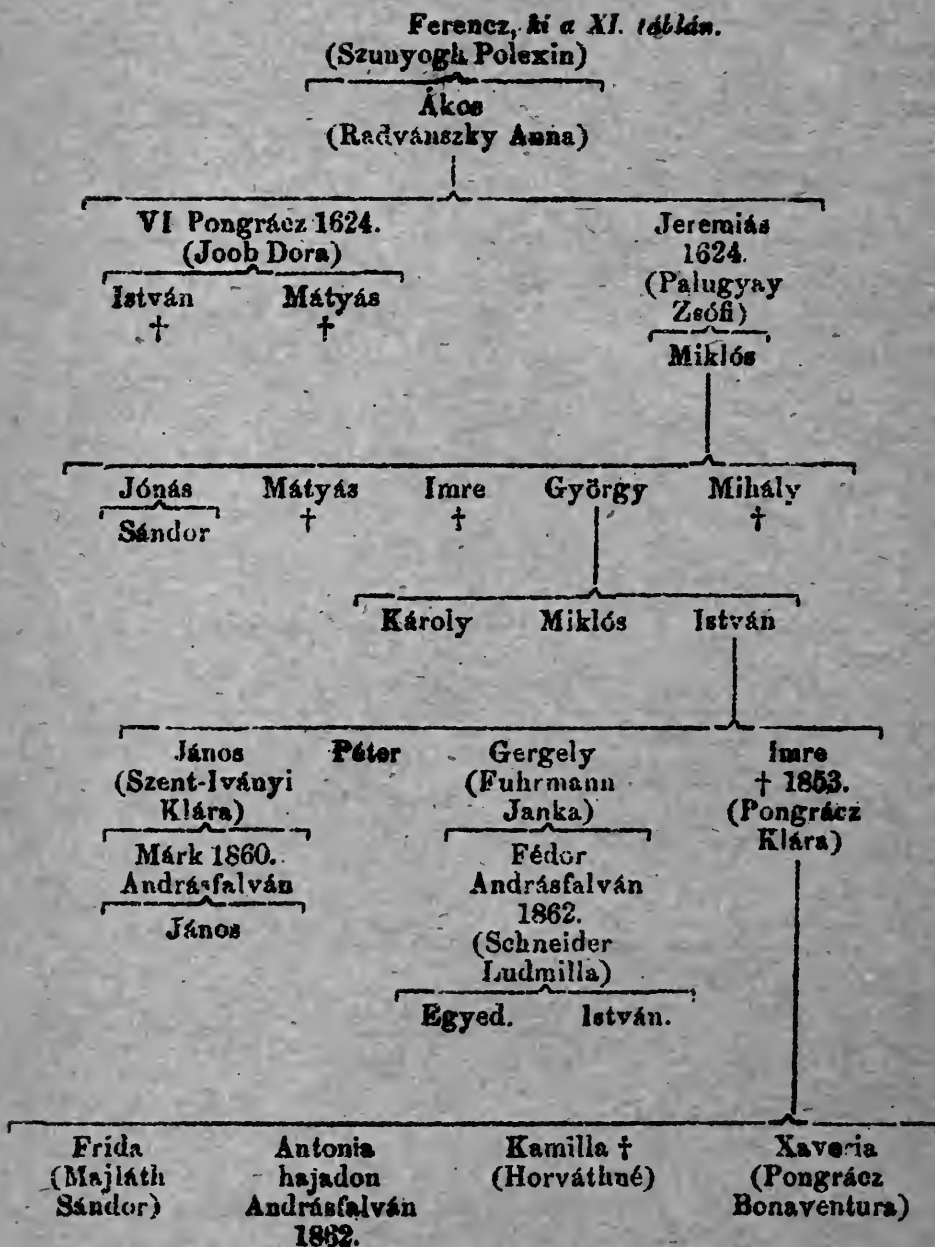 Ferencz, ki a XI. táblán.
(Szunyogh Polexin)
Ákos
(Radvánszky Anna)
VI Pongrácz 1624.
(Joob Dora)
István
†
Mátyás
†
Jeremiás
1624.
(Palugyay
Zsófi)
Miklós
Jónás
Sándor
Mátyás
†
Imre
†
György
Mihály
†
Károly Miklós István
János
(Szent-Iványi
Klára)
Márk 1860.
Andrásfalván
János
Péter
Gergely
(Fuhrmann
Janka)
Fédor
Andrásfalván
1862.
(Schneider
Ludmilla)
Egyed. István.
Imre
† 1853.
(Pongrácz
Klára)
Frida
(Majláth
Sándor)
Antonia
hajadon
Andrásfalván
1862.
Kamilla †
(Horváthné)
Xaveria
(Pongrácz
Bonaventura)